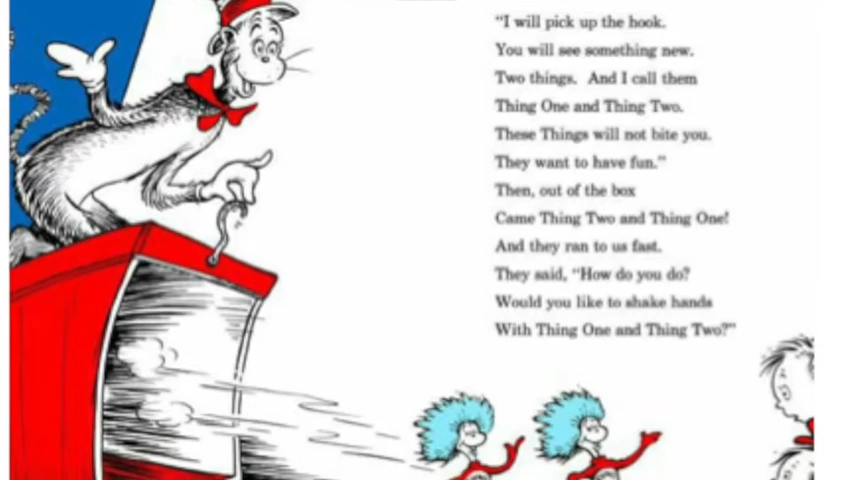 "I will pick up the hook.
You will see something new.
Two things.  And I call them
Thing One and Thing Two.
These Things will not bite you.
They want to have fun."
Then, out of the box
Came Thing Two and Thing One!
And they ran to us fast.
They said, "How do you do?
Would you like to shake hands
With Thing One and Thing Two?"